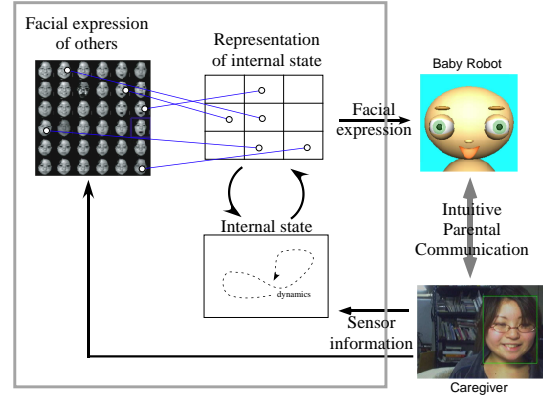 Facial expression
of others
Representation
of internal state
Baby Robot
Facial
expression
Intuitive
Parental
Communication
Internal state
dynamics
Sensor
information
Caregiver